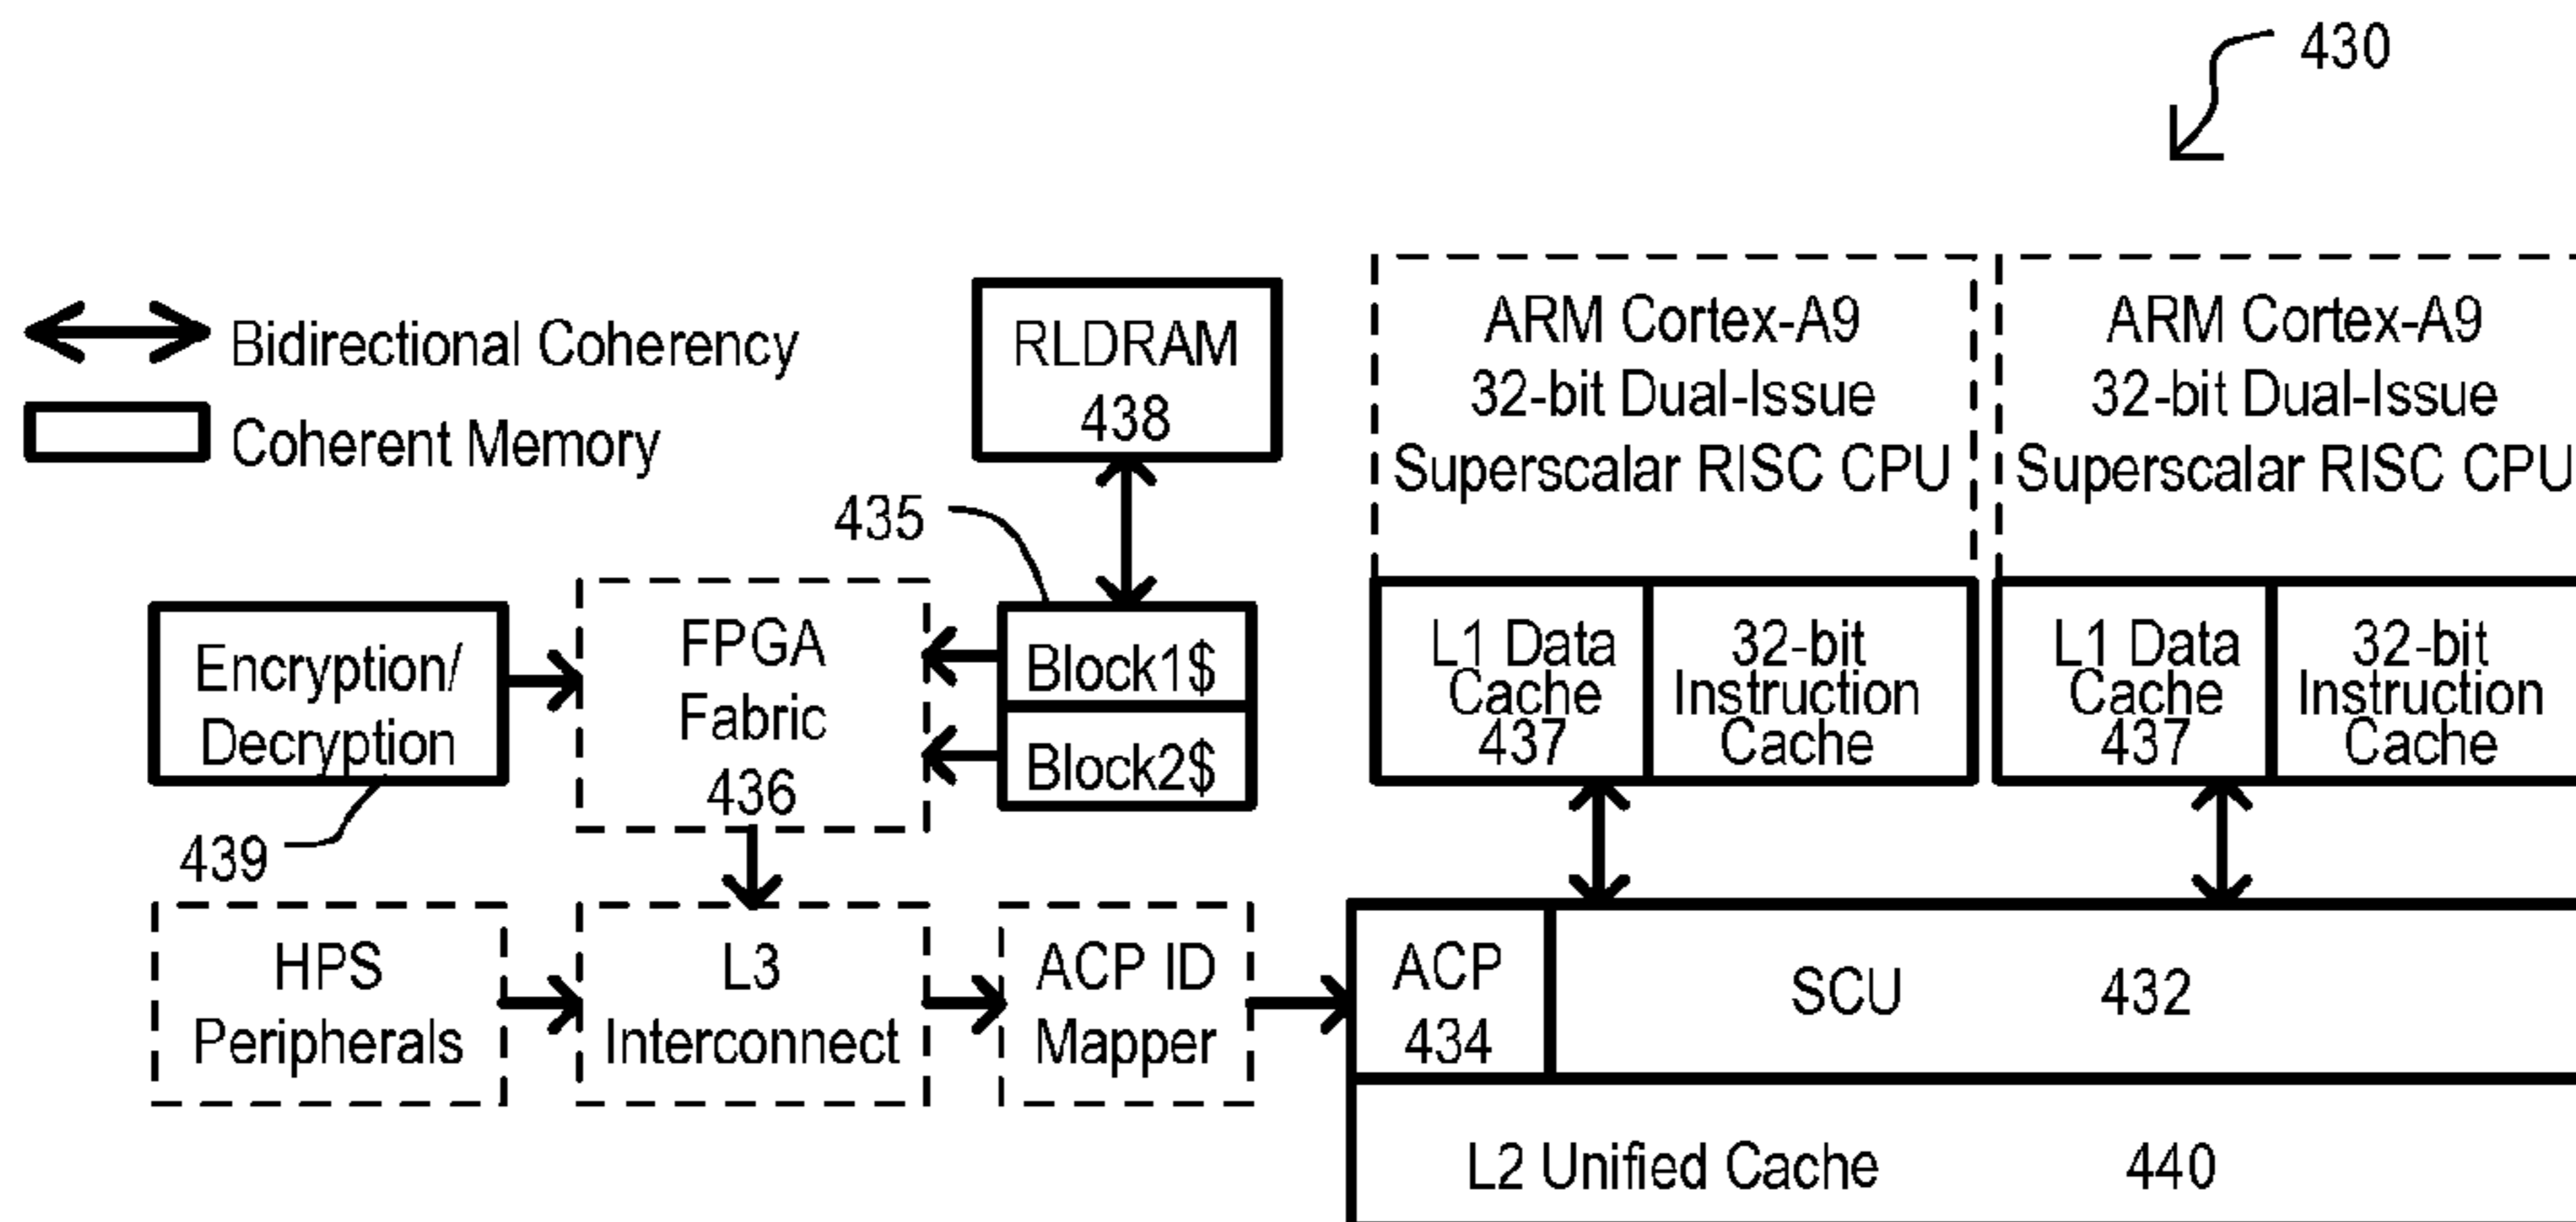 430
Bidirectional Coherency
Coherent Memory
RLDRAM
438
435
ARM Cortex-A9
32-bit Dual-Issue
Superscalar RISC CPU
ARM Cortex-A9
32-bit Dual-Issue
Superscalar RISC CPU
Encryption/
Decryption
439
FPGA
Fabric
436
Block1$
Block2$
L1 Data
Cache
437
32-bit
Instruction
Cache
L1 Data
Cache
437
32-bit
Instruction
Cache
HPS
Peripherals
L3
Interconnect
ACP ID
Mapper
ACP
434
SCU 432
L2 Unified Cache 440